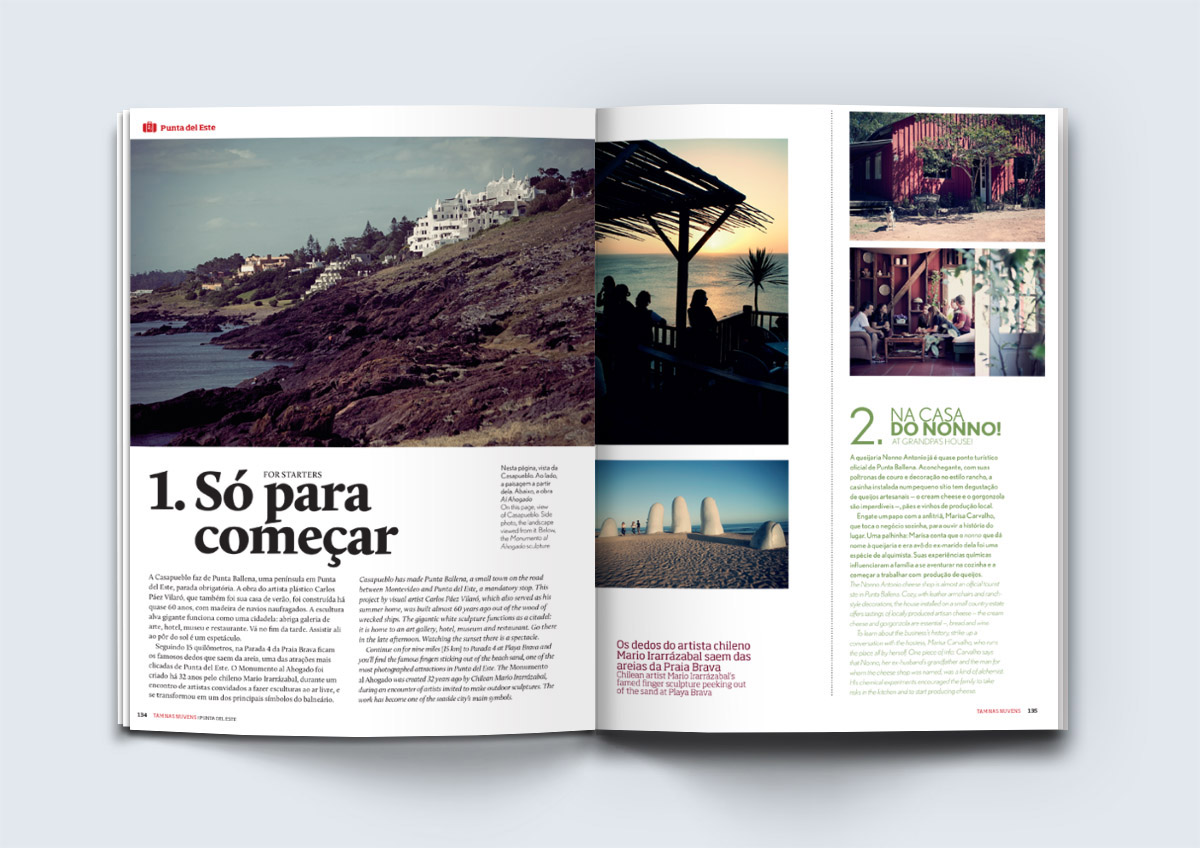 Punta del Este
1. Só para
FOR STARTERS
começar
Nesta página, vista da
Casapueblo. Ao lado,
a paisagem a partir
dela. Abaixo, a obra
Al Ahogado
On this page, view
of Casapueblo. Side
photo, the landscape
viewed from it. Below,
the Monumento al
Ahogado sculpture
A Casapueblo faz de Punta Ballena, uma península em Punta
del Este, parada obrigatória. A obra do artista plástico Carlos
Páez Vilaró, que também foi sua casa de verão, foi construída há
quase 60 anos, com madeira de navios naufragados. A escultura
alva gigante funciona como uma cidadela: abriga galeria de
arte, hotel, museu e restaurante. Vá no fim da tarde. Assistir ali
ao pôr do sol é um espetáculo.
Seguindo 15 quilômetros, na Parada 4 da Praia Brava ficam
os famosos dedos que saem da areia, uma das atrações mais
clicadas de Punta del Este. O Monumento al Ahogado foi
criado há 32 anos pelo chileno Mario Irarrázabal, durante um
encontro de artistas convidados a fazer esculturas ao ar livre, e
se transformou em um dos principais símbolos do balneário.
Casapueblo has made Punta Ballena, a small town on the road
between Montevideo and Punta del Este, a mandatory stop. This
project by visual artist Carlos Páez Vilaró, which also served as his
summer home, was built almost 60 years ago out of the wood of
wrecked ships. The gigantic white sculpture functions as a citadel:
it is home to an art gallery, hotel, museum and restaurant. Go there
in the late afternoon. Watching the sunset there is a spectacle.
Continue on for nine miles [15 km] to Parada 4 at Playa Brava and
you'll find the famous fingers sticking out of the beach sand, one of the
most photographed attractions in Punta del Este. The Monumento
al Ahogado was created 32 years ago by Chilean Mario Irarrázabal,
during an encounter of artists invited to make outdoor sculptures. The
work has become one of the seaside city's main symbols.
134 TAM NAS NUVENS /PUNTA DEL ESTE
Os dedos do artista chileno
Mario Irarrázabal saem das
areias da Praia Brava
Chilean artist Mario Irarrázabal's
famed finger sculpture peeking out
of the sand at Playa Brava
2. NA CASA
DO NONNO!
AT GRANDPAS HOUSE!
A queijaria Nonno Antonio já é quase ponto turístico
oficial de Punta Ballena. Aconchegante, com suas
poltronas de couro e decoração no estilo rancho, a
casinha instalada num pequeno sítio tem degustação
de queijos artesanais – o cream cheese e o gorgonzola
são imperdíveis –, pães e vinhos de produção local.
Engate um papo com a anfitriã, Marisa Carvalho,
que toca o negócio sozinha, para ouvir a história do
lugar. Uma palhinha: Marisa conta que o nonno que dá
nome à queijaria e era avô do ex-marido dela foi uma
espécie de alquimista. Suas experiências químicas
influenciaram a família a se aventurar na cozinha e a
começar a trabalhar com produção de queijos.
The Nonno Antonio cheese shop is almost an official tourist
site in Punta Ballena. Cozy, with leather armchairs and ranch-
style decorations, the house installed on a small country estate
offers tastings of locally produced artisan cheese – the cream
cheese and gorgonzola are essential –, bread and wine.
To learn about the business's history, strike up a
conversation with the hostess, Marisa Carvalho, who runs
the place all by herself. One piece of info: Carvalho says
that Nonno, her ex-husband's grandfather and the man for
whom the cheese shop was named, was a kind of alchemist.
His chemical experiments encouraged the family to take
risks in the kitchen and to start producing cheese.
TAM NAS NUVENS 135